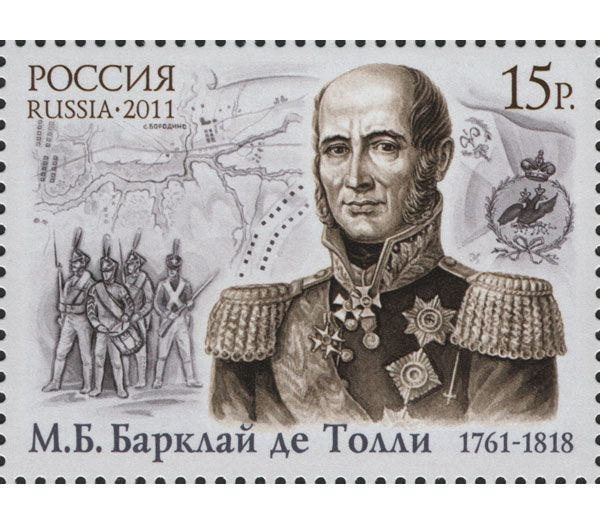 РОССИЯ
RUSSIA·2011
15Р.
с. БОРОДИНО
М.Б. Барклай де Толли 1761-1818